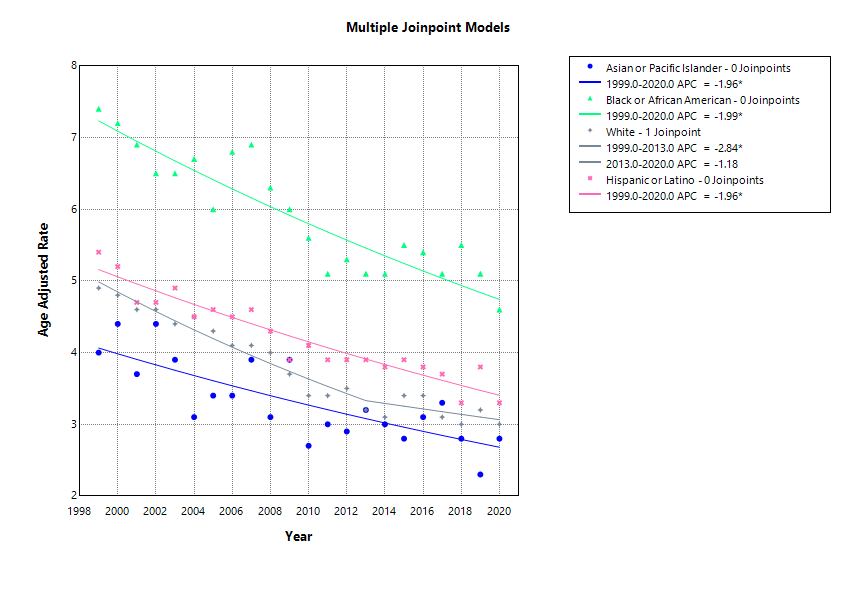 Multiple Joinpoint Models
Asian or Pacific Islander - 0 Joinpoints
1999.0-2020.0 APC = -1.96*
Black or African American - 0 Joinpoints
1999.0-2020.0 APC = -1.99*
White - 1 Joinpoint
1999.0-2013.0 APC = -2.84*
2013.0-2020.0 APC = -1.18
Hispanic or Latino - 0 Joinpoints
1999.0-2020.0 APC = -1.96*
Age Adjusted Rate
8
7
6
5
4
3
2
1998 2000 2002 2004 2006 2008 2010 2012 2014 2016 2018 2020
Year